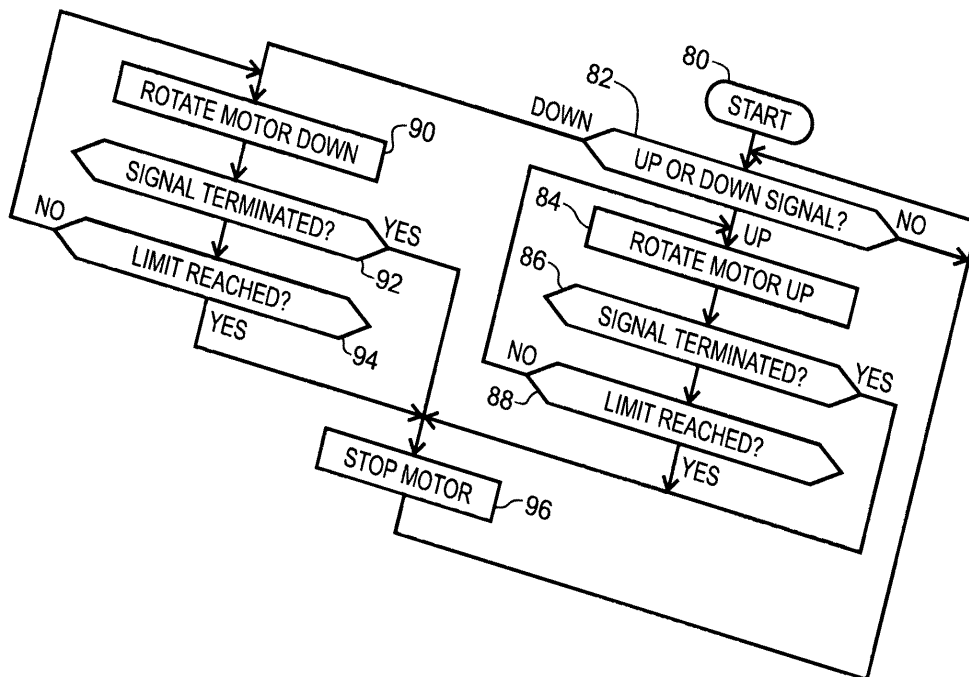 80
START
82
UP OR DOWN SIGNAL?
DOWN
NO
UP
84
ROTATE MOTOR UP
86
SIGNAL TERMINATED?
YES
NO
88
LIMIT REACHED?
YES
ROTATE MOTOR DOWN
90
SIGNAL TERMINATED?
YES
92
NO
LIMIT REACHED?
94
YES
STOP MOTOR
96